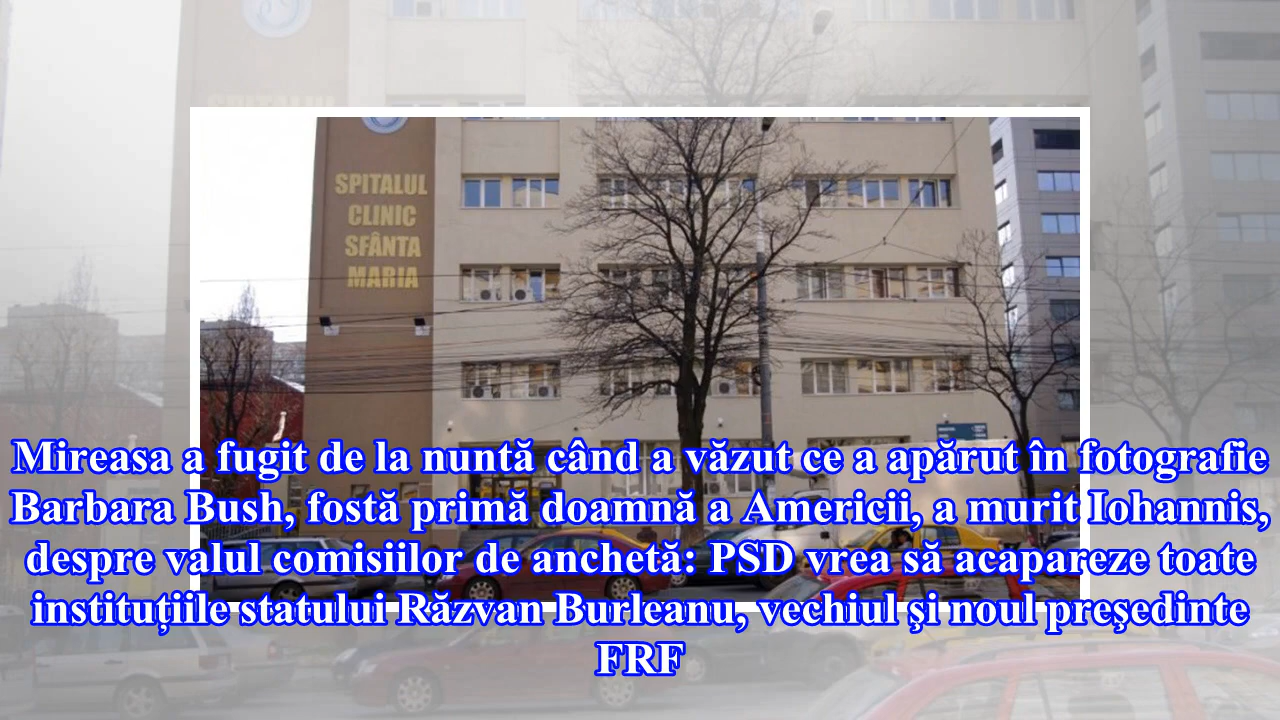 SPITALUL
CLINIC
SFÂNTA
MARIA
Mireasa a fugit de la nuntă când a văzut ce a apărut în fotografie
Barbara Bush, fostă primă doamnă a Americii, a murit Iohannis,
despre valul comisiilor de anchetă: PSD vrea să acapareze toate
instituțiile statului Răzvan Burleanu, vechiul şi noul preşedinte
FRF